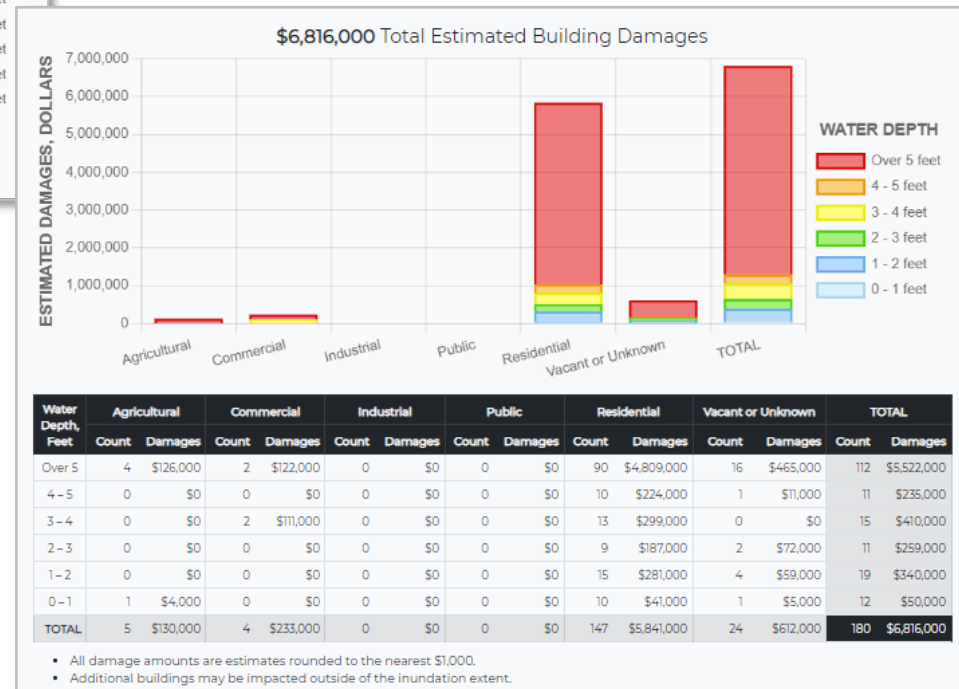 et
et
et
et
et
$6,816,000 Total Estimated Building Damages
ESTIMATED DAMAGES, DOLLARS
7,000,000
6,000,000
5,000,000
4,000,000
3,000,000
2,000,000
1,000,000
0
Agricultural Commercial Industrial Public Residential Vacant or Unknown TOTAL
WATER DEPTH
Over 5 feet
4 - 5 feet
3 - 4 feet
2 - 3 feet
1 - 2 feet
0 - 1 feet
Water Depth, Feet Agricultural Commercial Industrial Public Residential Vacant or Unknown TOTAL
Count Damages Count Damages Count Damages Count Damages Count Damages Count Damages Count Damages
Over 5 4 $126,000 2 $122,000 0 $0 0 $0 90 $4,809,000 16 $465,000 112 $5,522,000
4 – 5 0 $0 0 $0 0 $0 0 $0 10 $224,000 1 $11,000 11 $235,000
3 – 4 0 $0 2 $111,000 0 $0 0 $0 13 $299,000 0 $0 15 $410,000
2 – 3 0 $0 0 $0 0 $0 0 $0 9 $187,000 2 $72,000 11 $259,000
1 – 2 0 $0 0 $0 0 $0 0 $0 15 $281,000 4 $59,000 19 $340,000
0 – 1 1 $4,000 0 $0 0 $0 0 $0 10 $41,000 1 $5,000 12 $50,000
TOTAL 5 $130,000 4 $233,000 0 $0 0 $0 147 $5,841,000 24 $612,000 180 $6,816,000
• All damage amounts are estimates rounded to the nearest $1,000.
• Additional buildings may be impacted outside of the inundation extent.